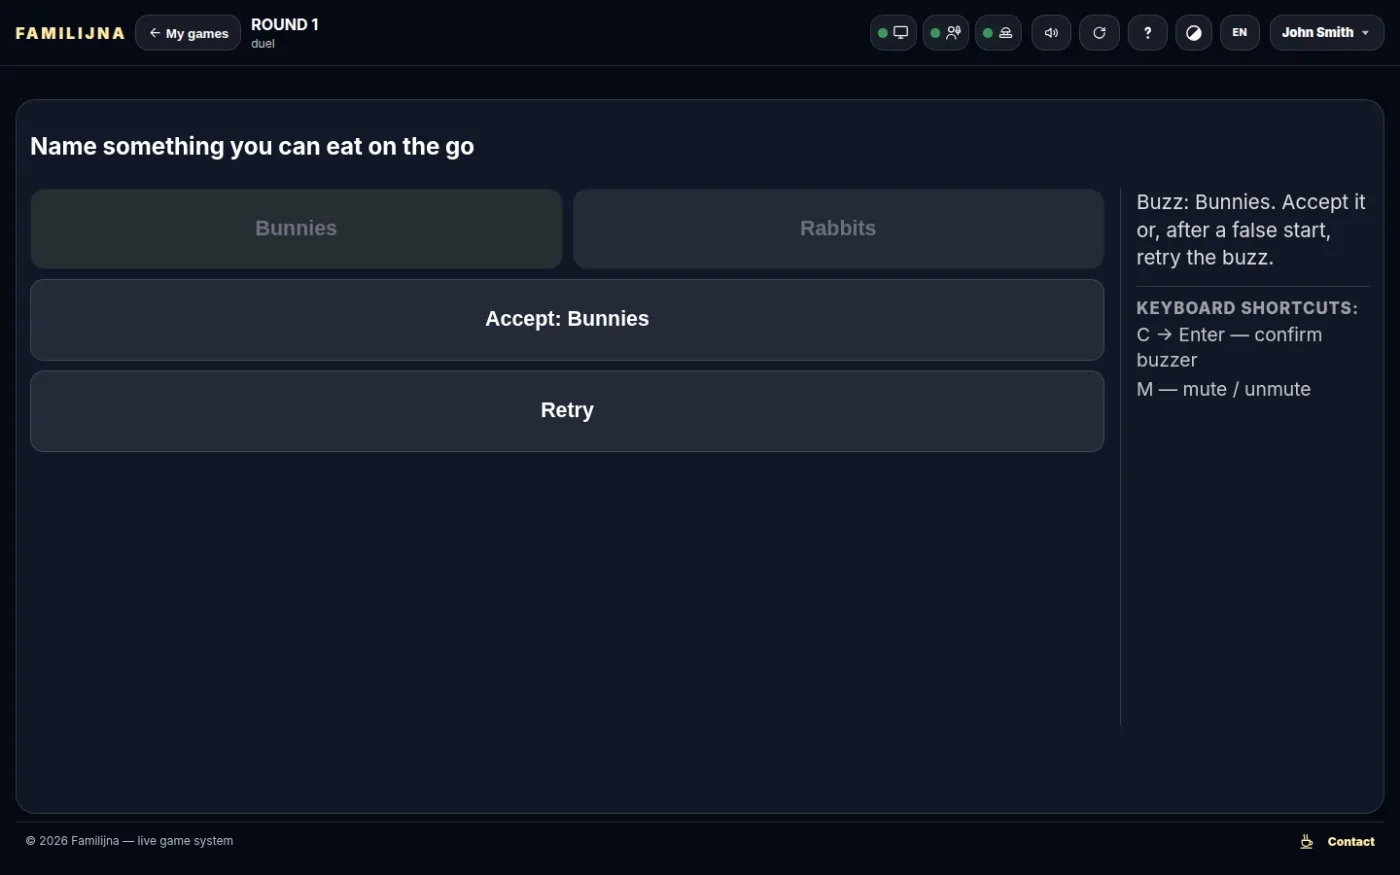 FAMILIJNA
← My games
ROUND 1
duel
?
EN
John Smith
Name something you can eat on the go
Bunnies
Rabbits
Accept: Bunnies
Retry
Buzz: Bunnies. Accept it
or, after a false start,
retry the buzz.
KEYBOARD SHORTCUTS:
C → Enter — confirm
buzzer
M — mute / unmute
© 2026 Familijna — live game system
Contact